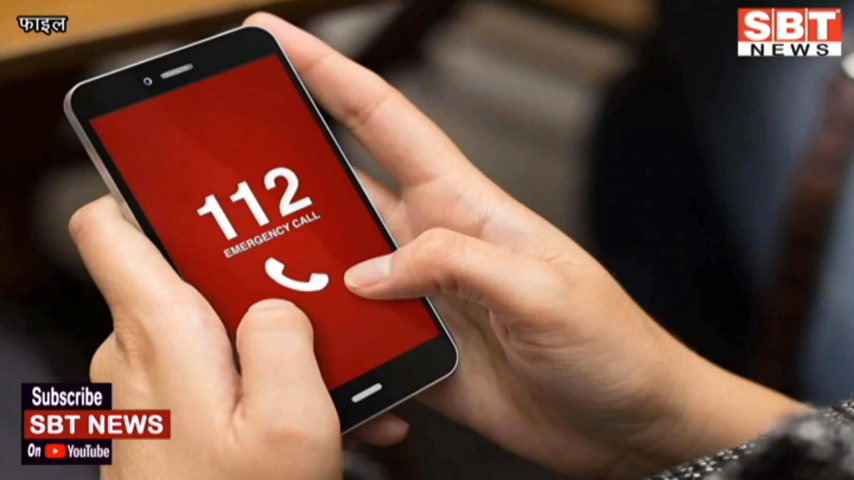 फाइल
SBT
NEWS
112
EMERGENCY CALL
Subscribe
SBT NEWS
On YouTube